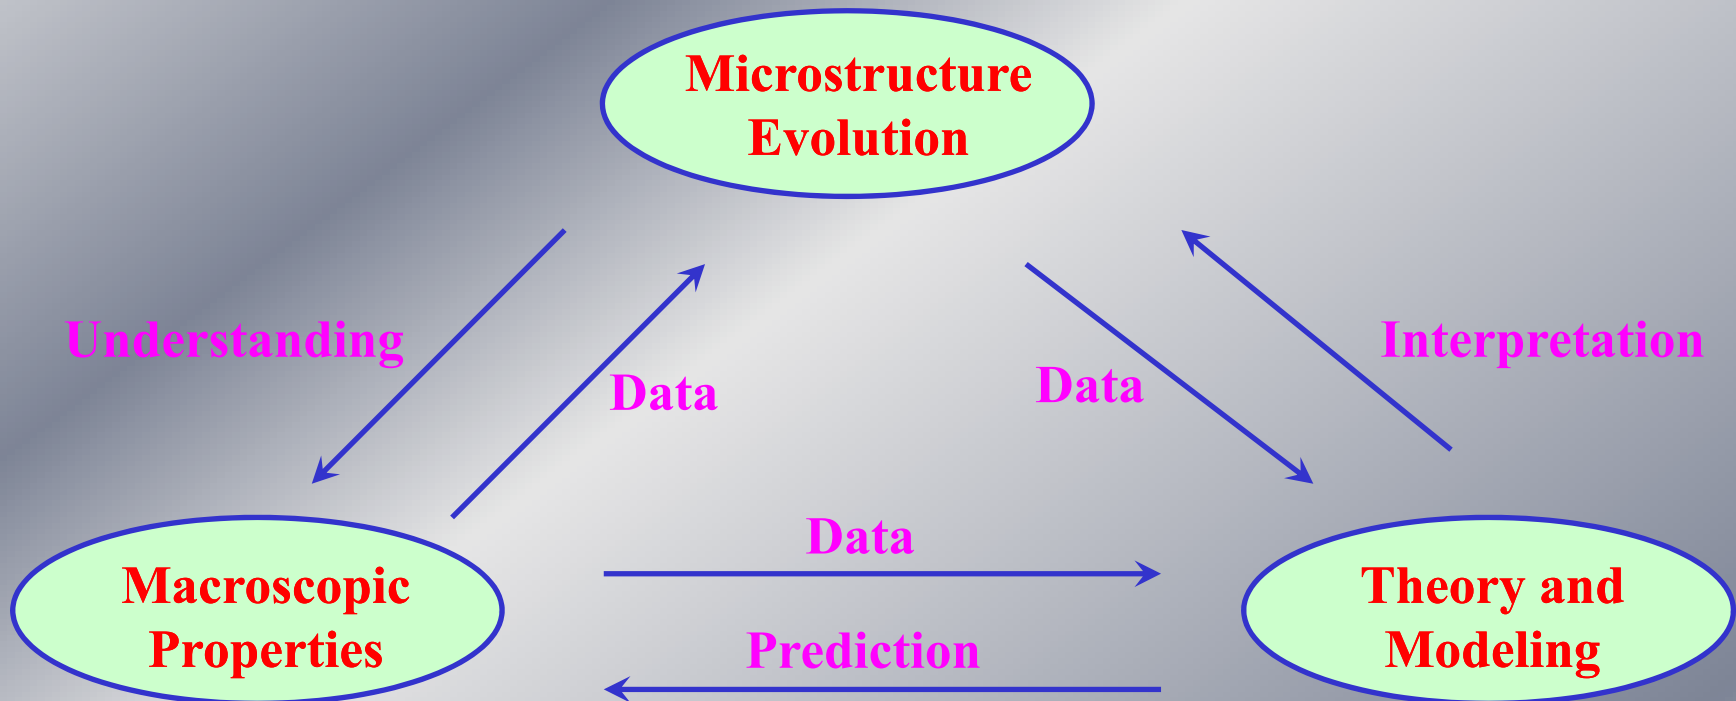 Microstructure
Evolution
Understanding
Interpretation
Data
Data
Data
Macroscopic
Properties
Theory and
Modeling
Prediction